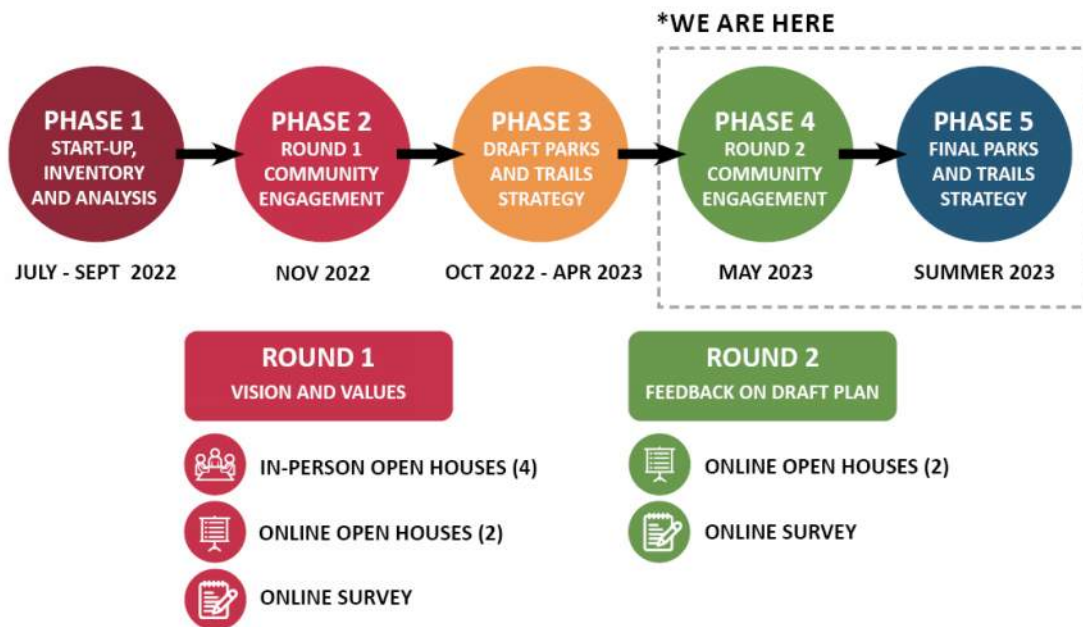 *WE ARE HERE
PHASE 1
START-UP,
INVENTORY
AND ANALYSIS
PHASE 2
ROUND 1
COMMUNITY
ENGAGEMENT
PHASE 3
DRAFT PARKS
AND TRAILS
STRATEGY
PHASE 4
ROUND 2
COMMUNITY
ENGAGEMENT
PHASE 5
FINAL PARKS
AND TRAILS
STRATEGY
JULY - SEPT 2022
NOV 2022
OCT 2022 - APR 2023
MAY 2023
SUMMER 2023
ROUND 1
VISION AND VALUES
IN-PERSON OPEN HOUSES (4)
ONLINE OPEN HOUSES (2)
ONLINE SURVEY
ROUND 2
FEEDBACK ON DRAFT PLAN
ONLINE OPEN HOUSES (2)
ONLINE SURVEY